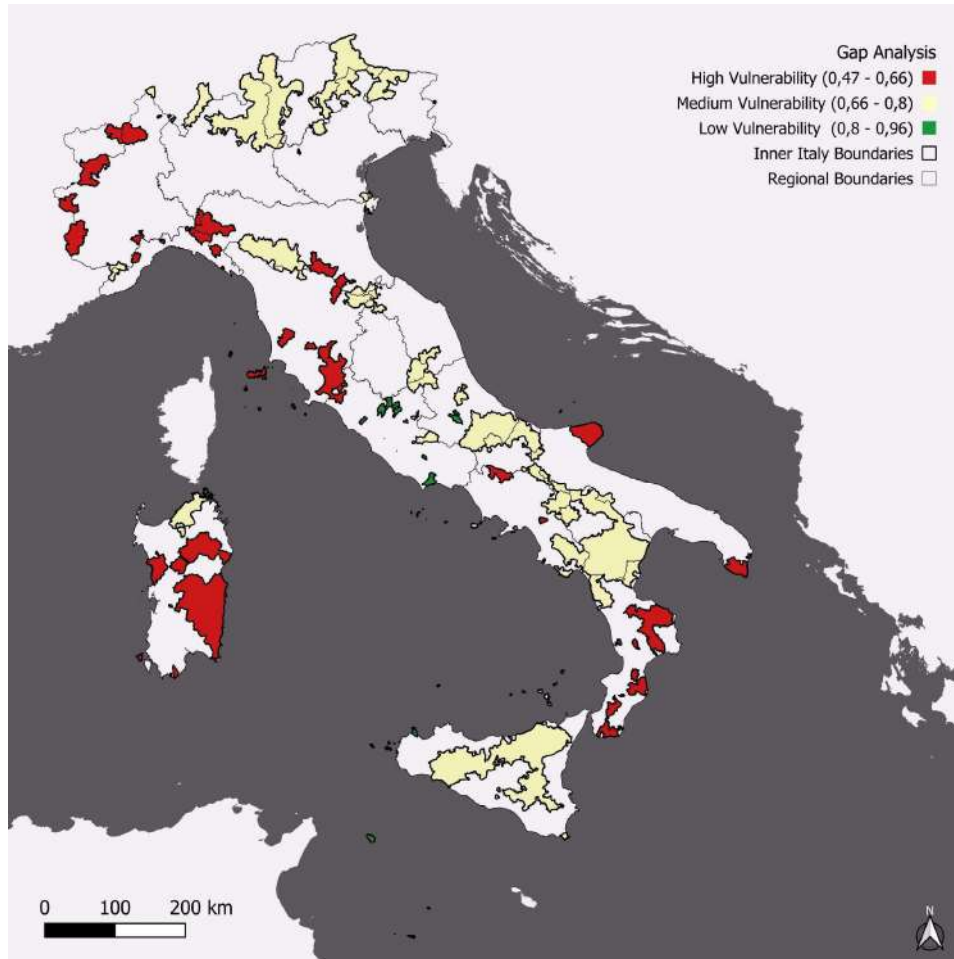 Gap Analysis
High Vulnerability (0,47 - 0,66)
Medium Vulnerability (0,66 - 0,8)
Low Vulnerability (0,8 - 0,96)
Inner Italy Boundaries
Regional Boundaries
0 100 200 km
N